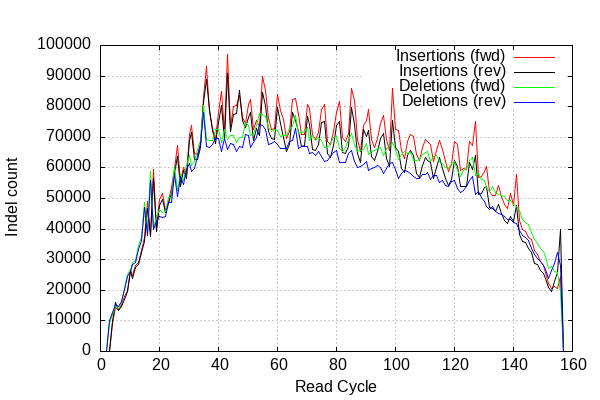 100000
90000
80000
70000
60000
50000
40000
30000
20000
10000
0
Indel count
Insertions (fwd)
Insertions (rev)
Deletions (fwd)
Deletions (rev)
0 20 40 60 80 100 120 140 160
Read Cycle